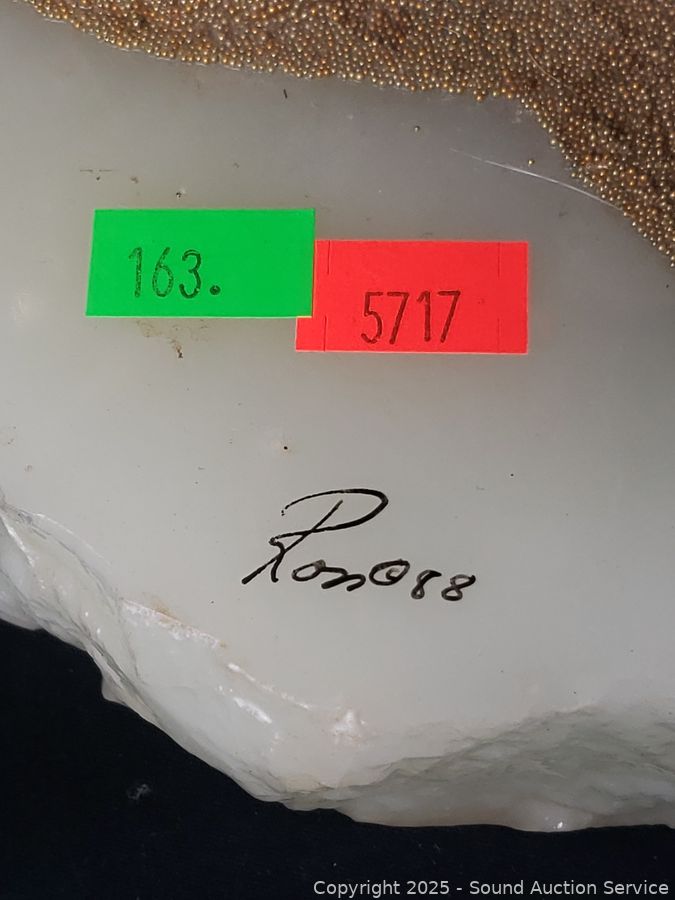 163.
5717
Ron © 88
Copyright 2025 - Sound Auction Service